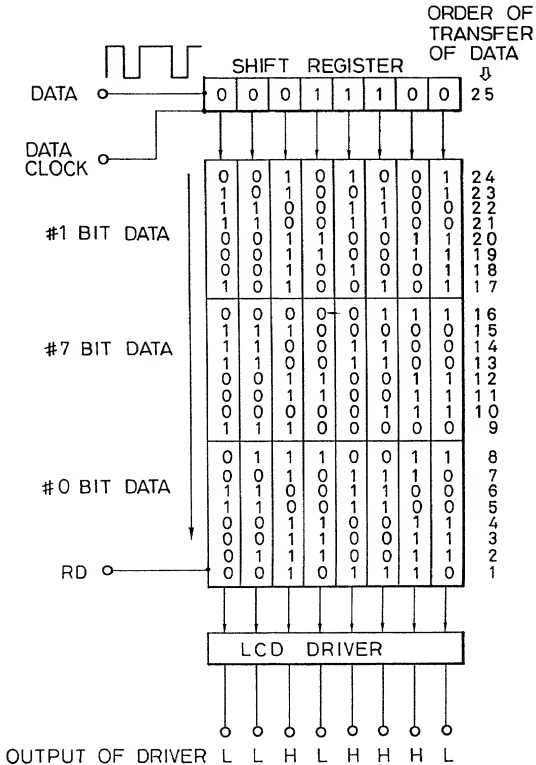 ORDER OF
TRANSFER
OF DATA
SHIFT REGISTER
DATA 0 0 0 1 1 1 0 0 25
DATA
CLOCK
0 0 1 0 1 0 0 1 24
1 0 1 0 0 1 0 1 23
1 1 0 0 1 1 0 0 22
1 1 0 0 1 0 0 0 21
#1 BIT DATA
0 0 1 1 0 0 1 1 20
0 0 1 1 0 0 1 1 19
0 0 1 1 0 0 0 1 18
1 0 1 0 0 1 0 1 17
0 0 0 0 0 1 1 1 16
1 1 0 0 0 0 0 0 15
1 1 0 0 1 1 0 0 14
#7 BIT DATA
1 1 0 0 1 0 0 0 13
0 0 1 1 0 0 1 1 12
0 0 1 1 0 0 1 1 11
0 0 0 0 0 1 1 1 10
1 1 1 0 0 0 0 0 9
0 1 1 1 0 0 1 1 8
0 0 0 0 1 1 0 0 7
#0 BIT DATA
1 1 0 0 1 1 0 0 6
1 1 0 0 1 0 0 0 5
0 0 1 1 0 0 1 1 4
0 0 1 1 0 0 1 1 3
0 0 1 1 0 1 1 1 2
RD 0 0 1 0 1 1 1 0 1
LCD DRIVER
OUTPUT OF DRIVER L L H L H H H L